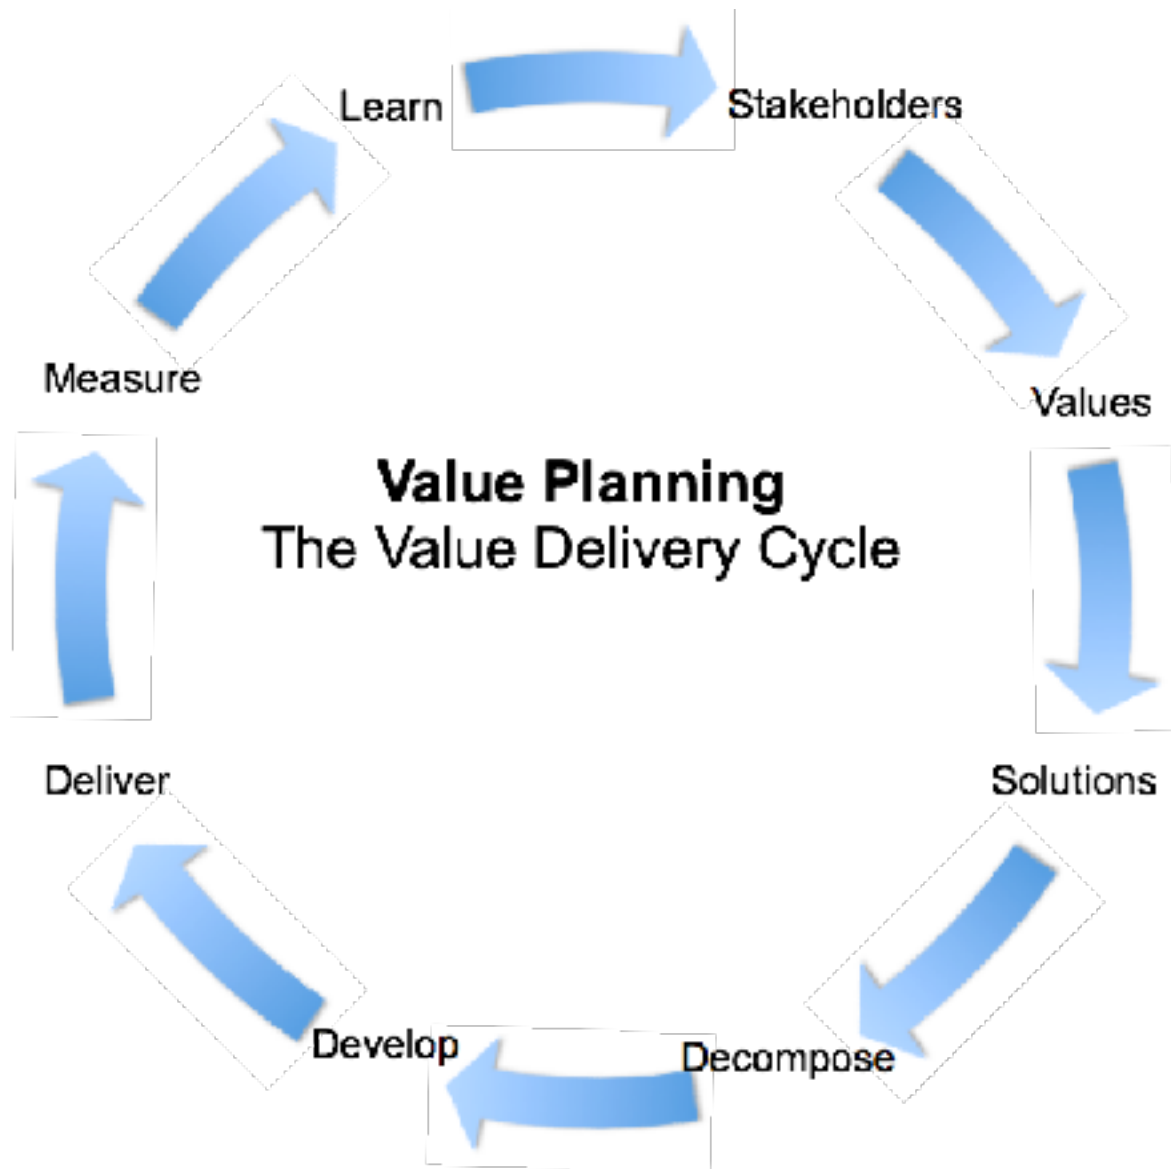 Learn
Stakeholders
Measure
Values
Value Planning
The Value Delivery Cycle
Deliver
Solutions
Develop
Decompose